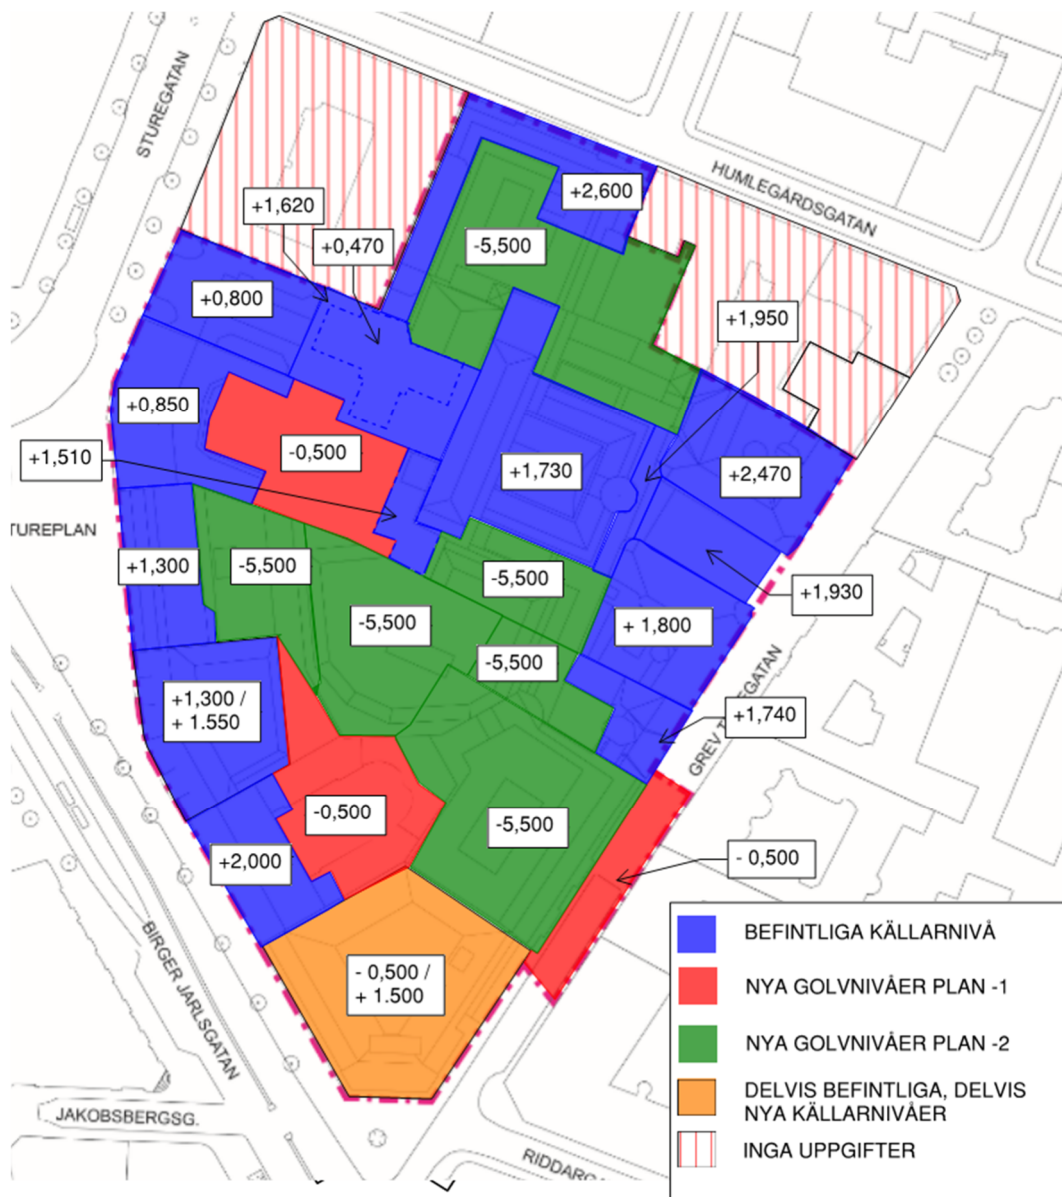 STUREGATAN
HUMLEGÅRDSGATAN
+2,600
+1,620
+0,470
-5,500
+0,800
+1,950
+0,850
+1,510
-0,500
+1,730
+2,470
TUREPLAN
+1,300
-5,500
-5,500
+1,930
-5,500
+ 1,800
-5,500
+1,300 /
+ 1.550
+1,740
GREV T
EGATAN
-0,500
-5,500
+2,000
- 0,500
- 0,500 /
+ 1.500
BIRGER JARLSGATAN
JAKOBSBERGSG.
RIDDARG
BEFINTLIGA KÄLLARNIVÅ
NYA GOLVNIVÅER PLAN -1
NYA GOLVNIVÅER PLAN -2
DELVIS BEFINTLIGA, DELVIS
NYA KÄLLARNIVÅER
INGA UPPGIFTER